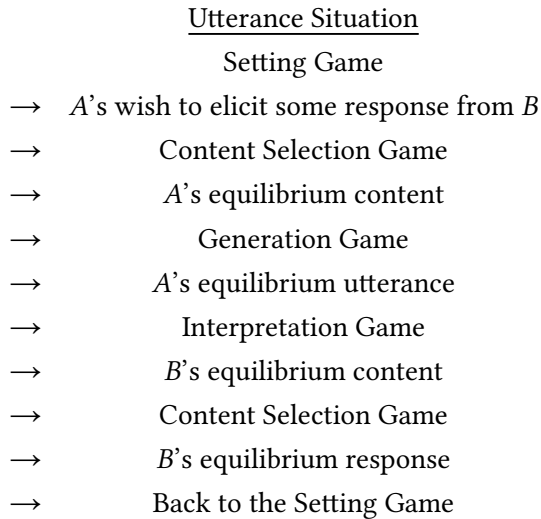 Utterance Situation
Setting Game
→ A's wish to elicit some response from B
→ Content Selection Game
→ A's equilibrium content
→ Generation Game
→ A's equilibrium utterance
→ Interpretation Game
→ B's equilibrium content
→ Content Selection Game
→ B's equilibrium response
→ Back to the Setting Game